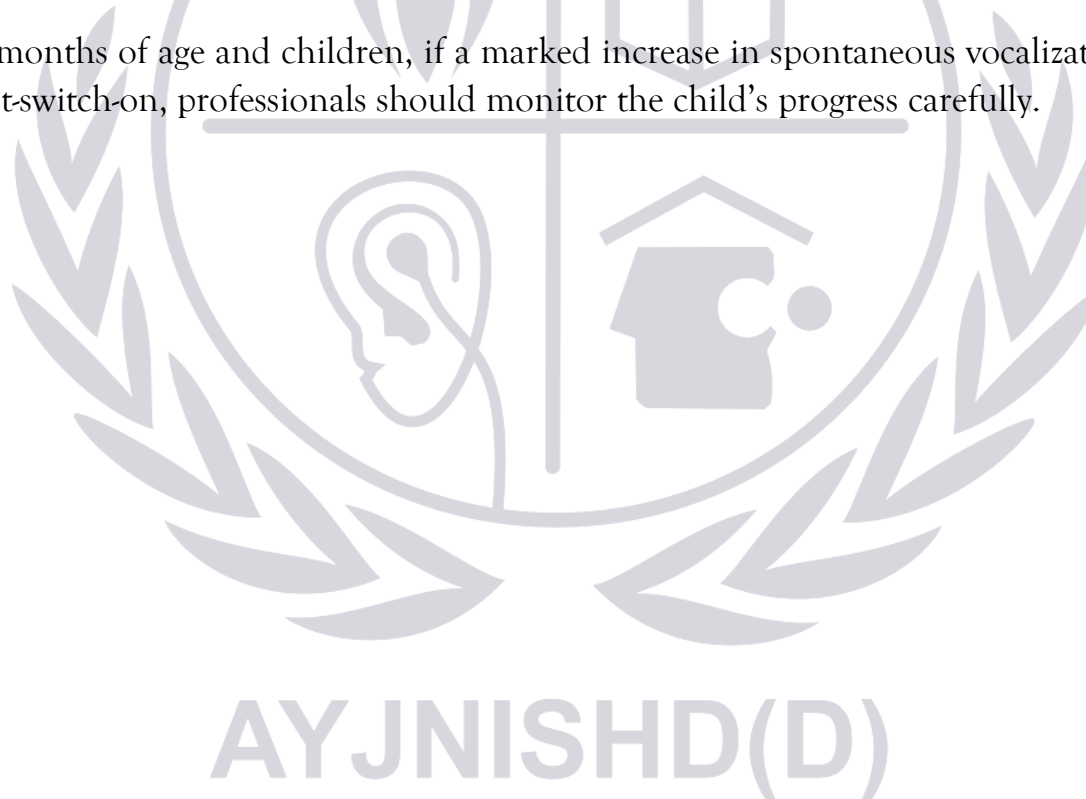 months of age and children, if a marked increase in spontaneous
t-switch-on, professionals should monitor the child's progress carefully.
AYJNISHD(D)